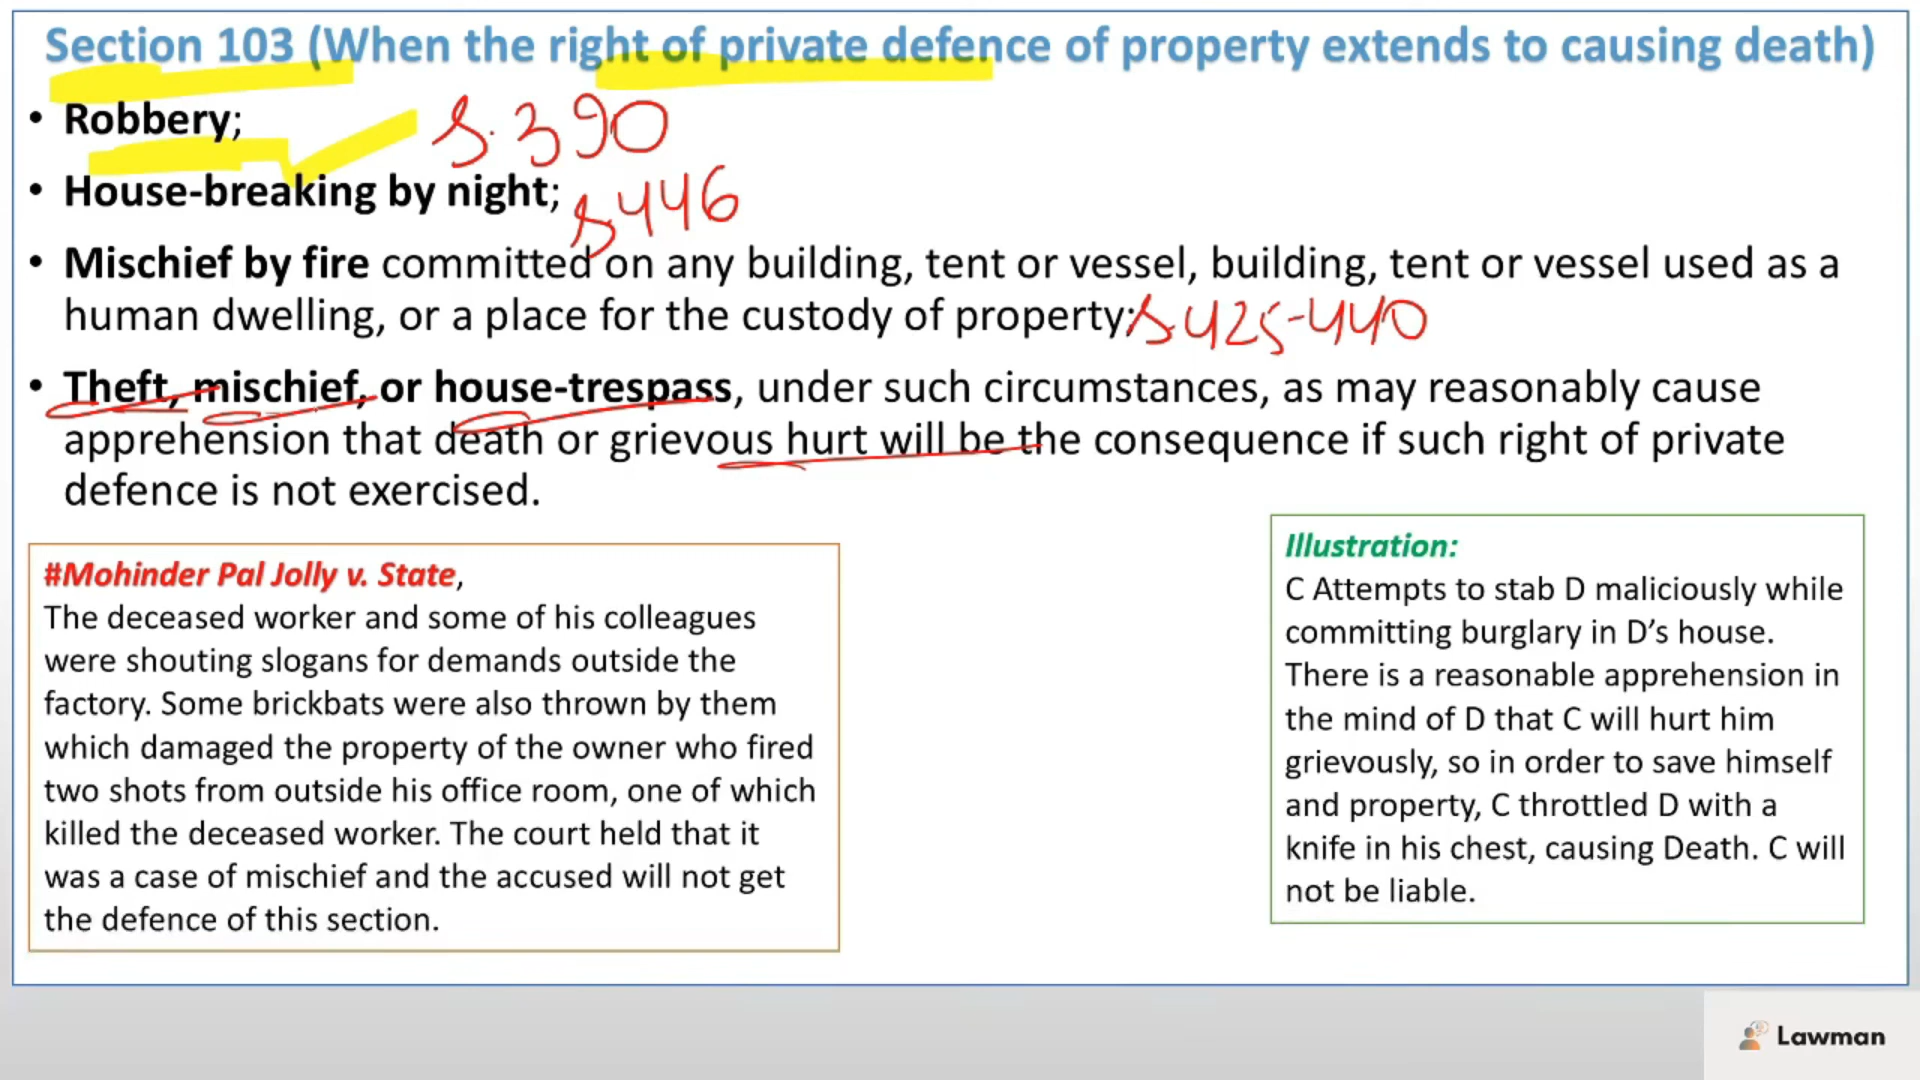 Section 103 (When the right of private defence of property extends to causing death)
• Robbery; S. 390
• House-breaking by night; S 446
• Mischief by fire committed on any building, tent or vessel, building, tent or vessel used as a
human dwelling, or a place for the custody of property; S. 425-440
• Theft, mischief, or house-trespass, under such circumstances, as may reasonably cause
apprehension that death or grievous hurt will be the consequence if such right of private
defence is not exercised.
#Mohinder Pal Jolly v. State,
The deceased worker and some of his colleagues
were shouting slogans for demands outside the
factory. Some brickbats were also thrown by them
which damaged the property of the owner who fired
two shots from outside his office room, one of which
killed the deceased worker. The court held that it
was a case of mischief and the accused will not get
the defence of this section.
Illustration:
C Attempts to stab D maliciously while
committing burglary in D’s house.
There is a reasonable apprehension in
the mind of D that C will hurt him
grievously, so in order to save himself
and property, C throttled D with a
knife in his chest, causing Death. C will
not be liable.
Lawman